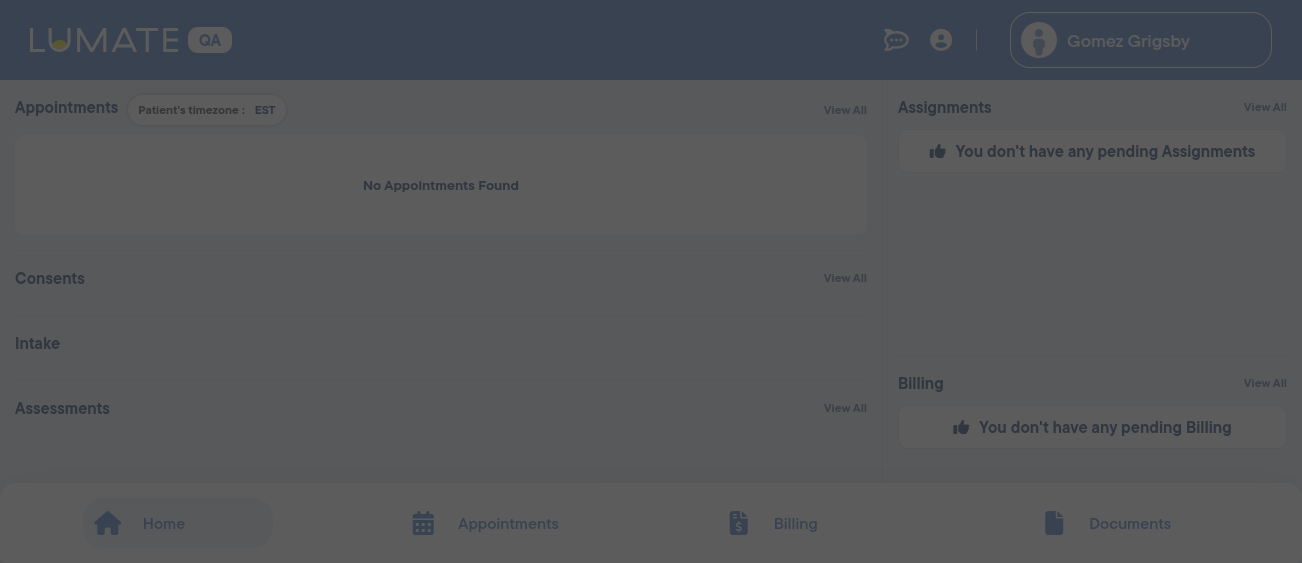 LUMATE QA
Gomez Grigsby
Appointments Patient's timezone : EST View All
No Appointments Found
Consents View All
Intake
Assessments View All
Assignments View All
You don't have any pending Assignments
Billing View All
You don't have any pending Billing
Home Appointments Billing Documents